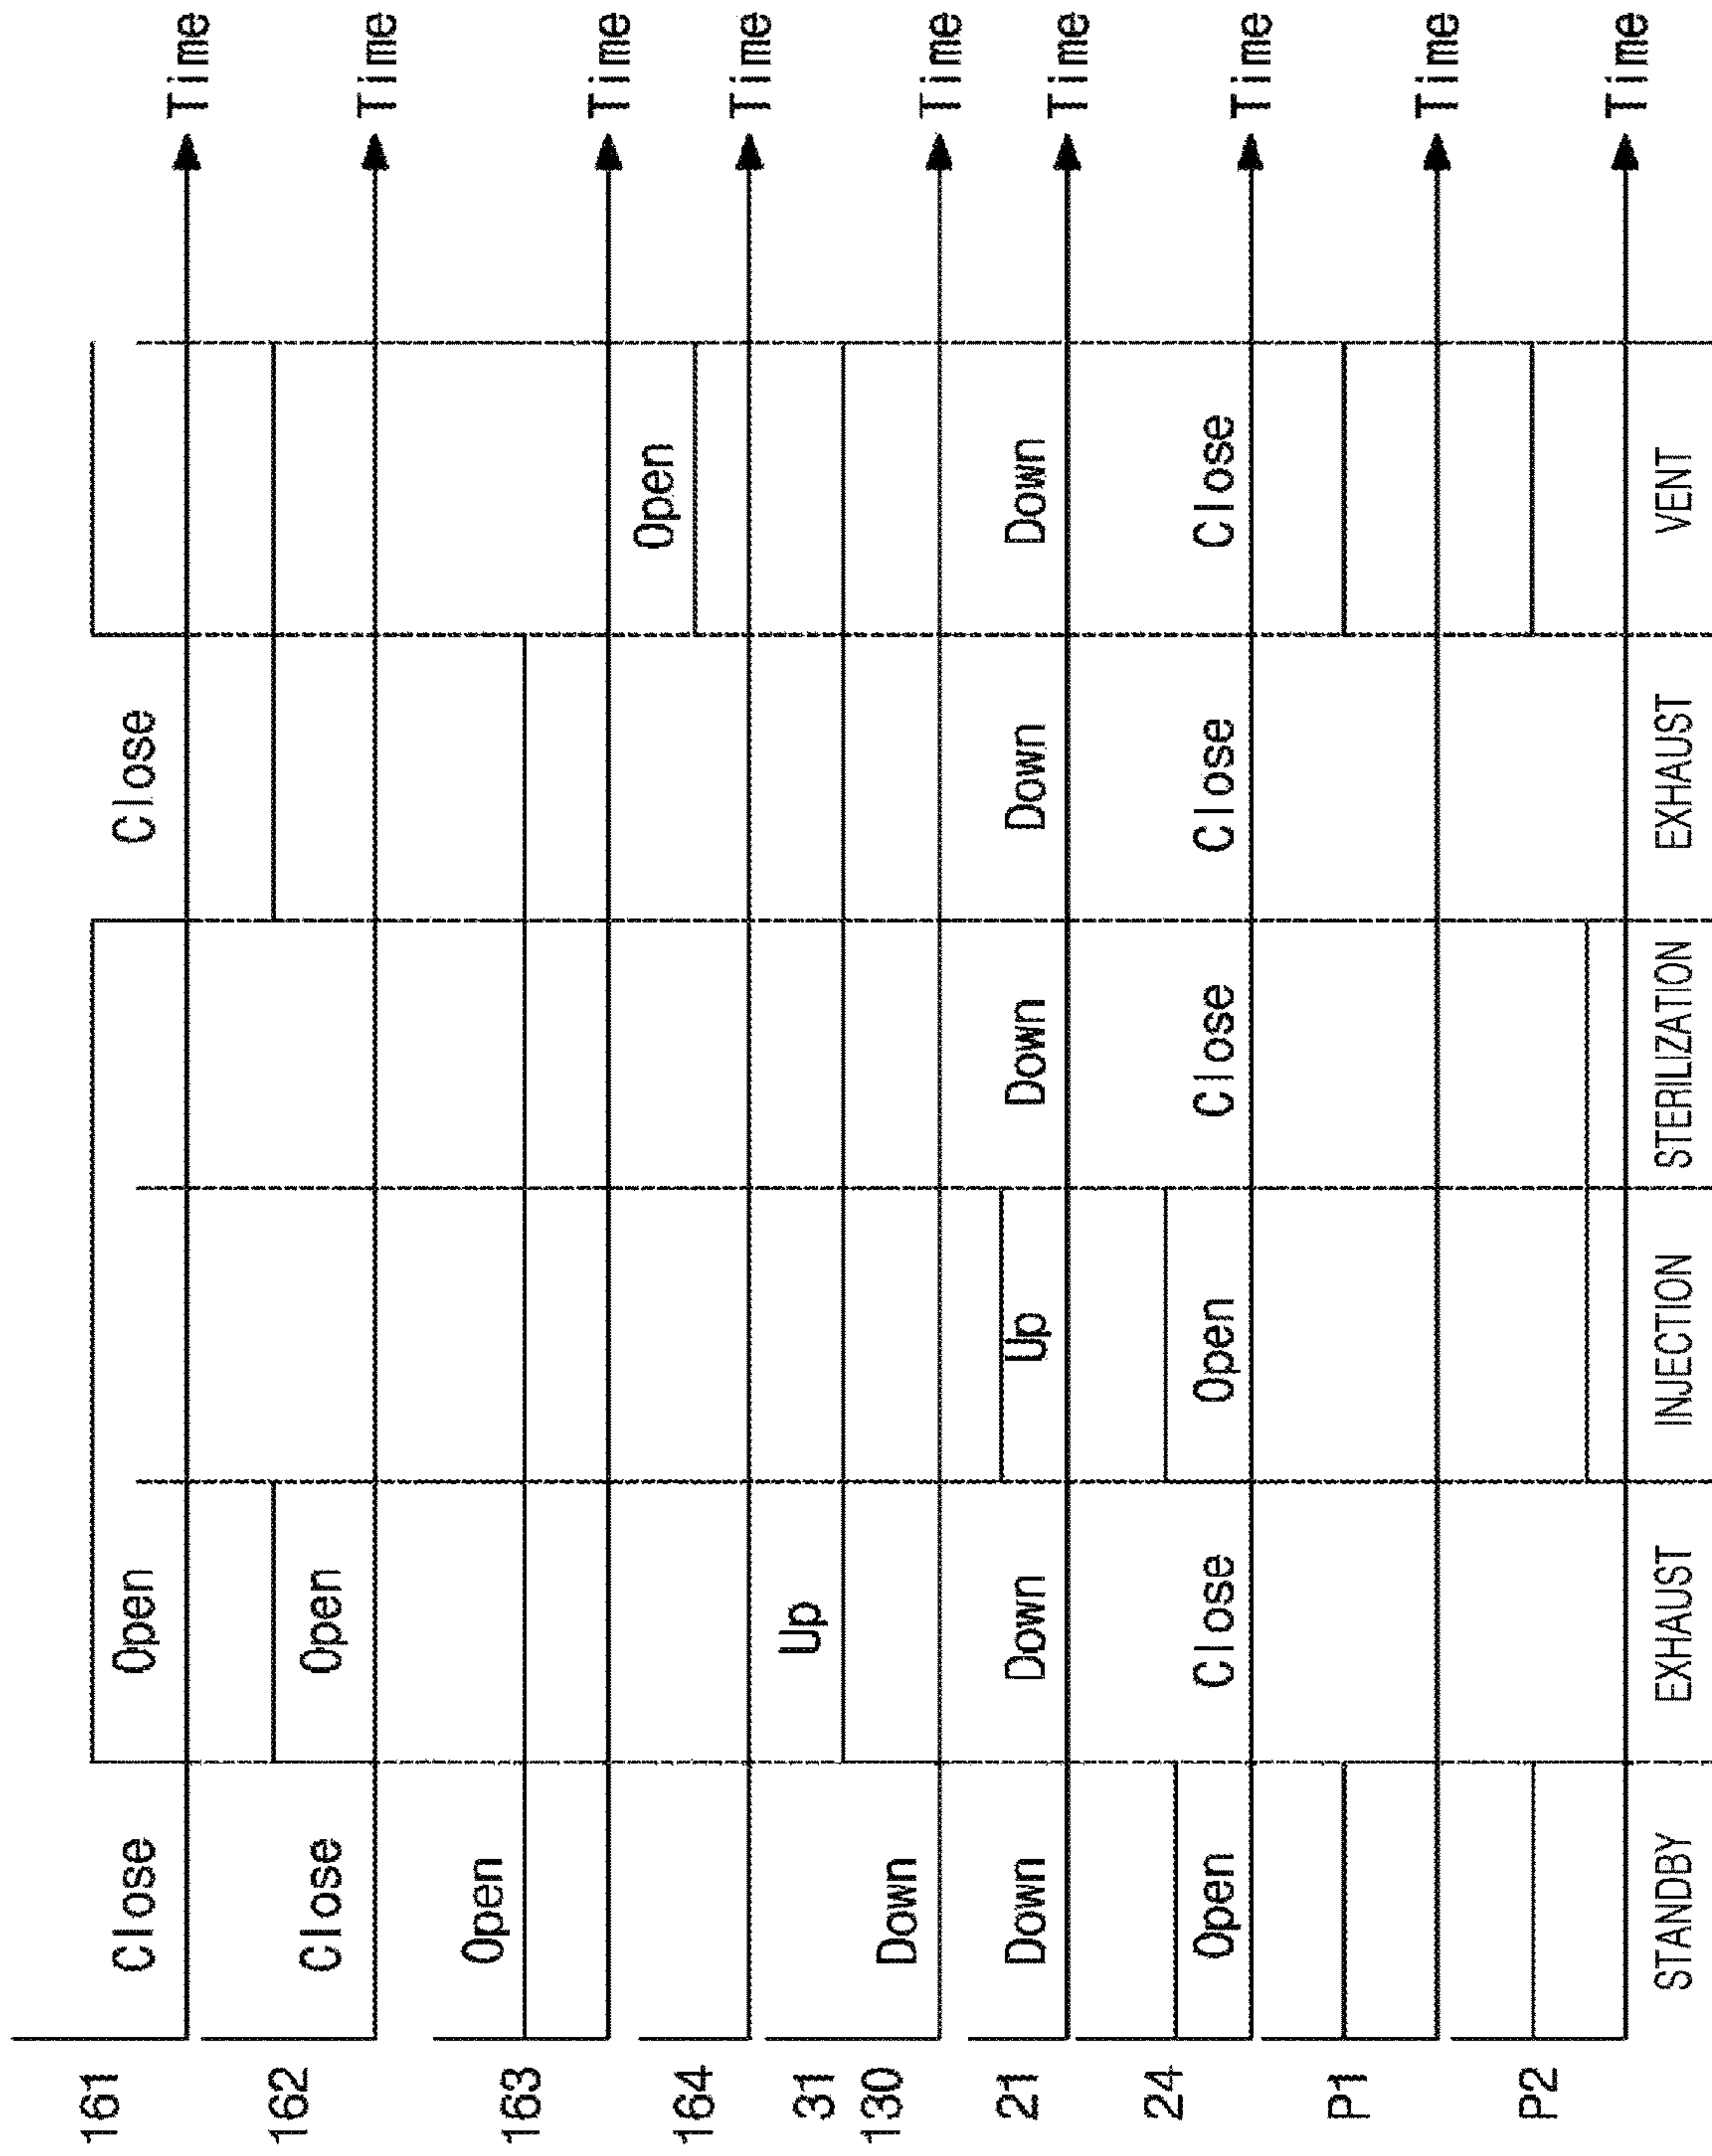 161 Close Open Close Time
162 Close Open Time
163 Open Time
164 Open Time
31 Up
130 Down Time
21 Down Down Up Down Down Down Time
24 Open Close Open Close Close Close Time
P1 Time
P2 Time
STANDBY EXHAUST INJECTION STERILIZATION EXHAUST VENT